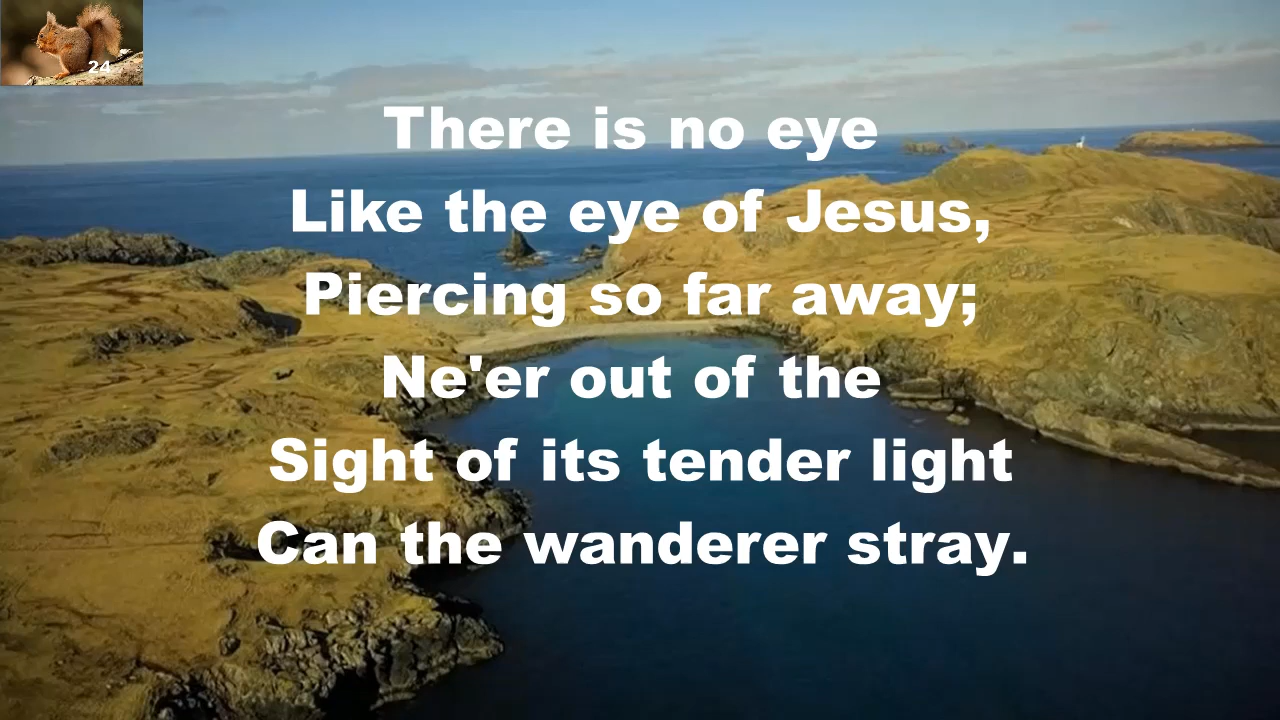 24
There is no eye
Like the eye of Jesus,
Piercing so far away;
Ne'er out of the
Sight of its tender light
Can the wanderer stray.